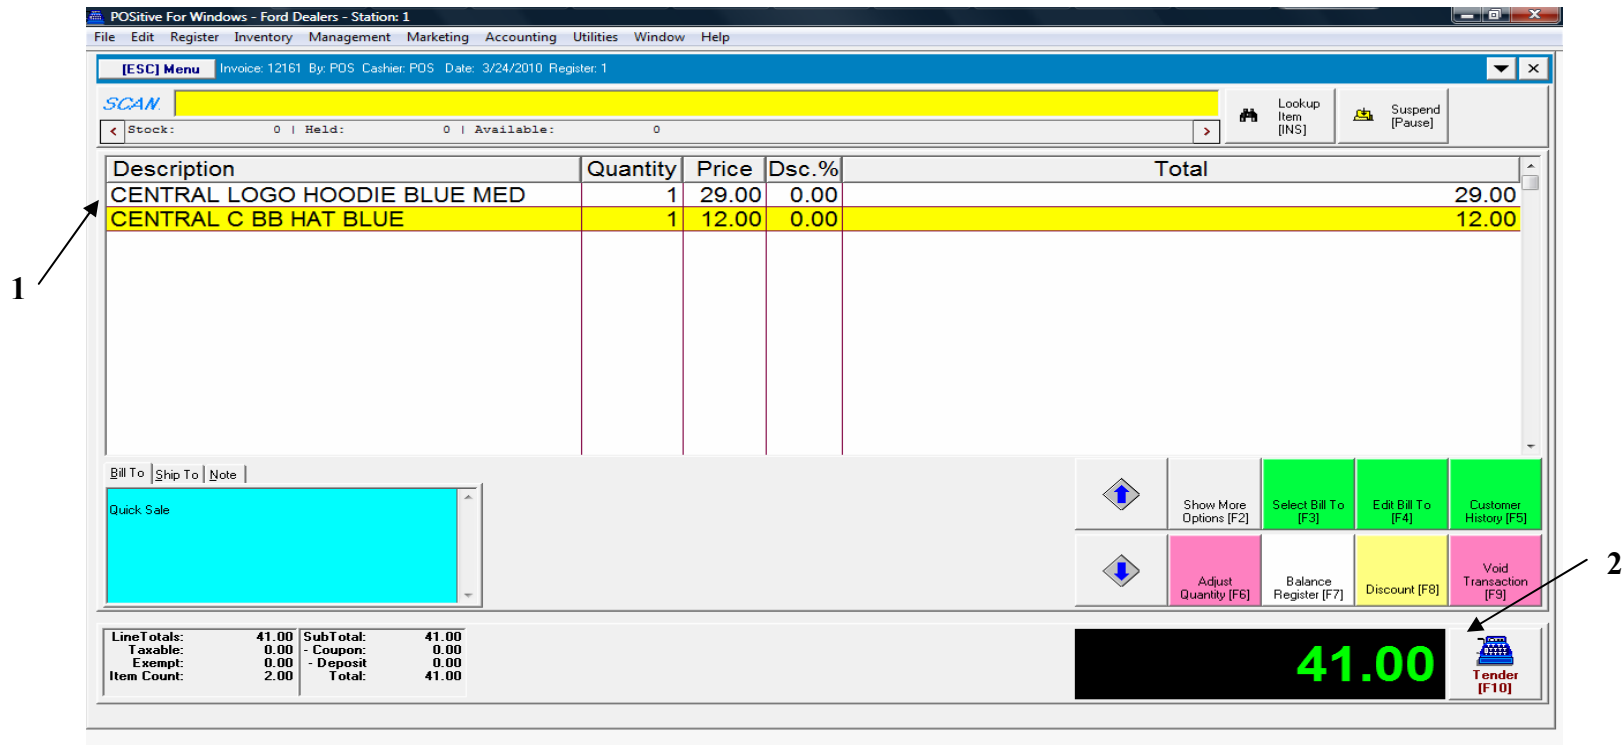 POSitive For Windows - Ford Dealers - Station: 1
File Edit Register Inventory Management Marketing Accounting Utilities Window Help
[ESC] Menu Invoice: 12161 By: POS Cashier: POS Date: 3/24/2010 Register: 1
SCAN.
Lookup Item [INS]
Suspend [Pause]
Stock: 0 | Held: 0 | Available: 0
Description Quantity Price Dsc.% Total
CENTRAL LOGO HOODIE BLUE MED 1 29.00 0.00 29.00
CENTRAL C BB HAT BLUE 1 12.00 0.00 12.00
1
Bill To Ship To Note
Quick Sale
Show More Options [F2]
Select Bill To [F3]
Edit Bill To [F4]
Customer History [F5]
Adjust Quantity [F6]
Balance Register [F7]
Discount [F8]
Void Transaction [F9]
2
LineTotals: 41.00 SubTotal: 41.00
Taxable: 0.00 - Coupon: 0.00
Exempt: 0.00 - Deposit 0.00
Item Count: 2.00 Total: 41.00
41.00
Tender [F10]